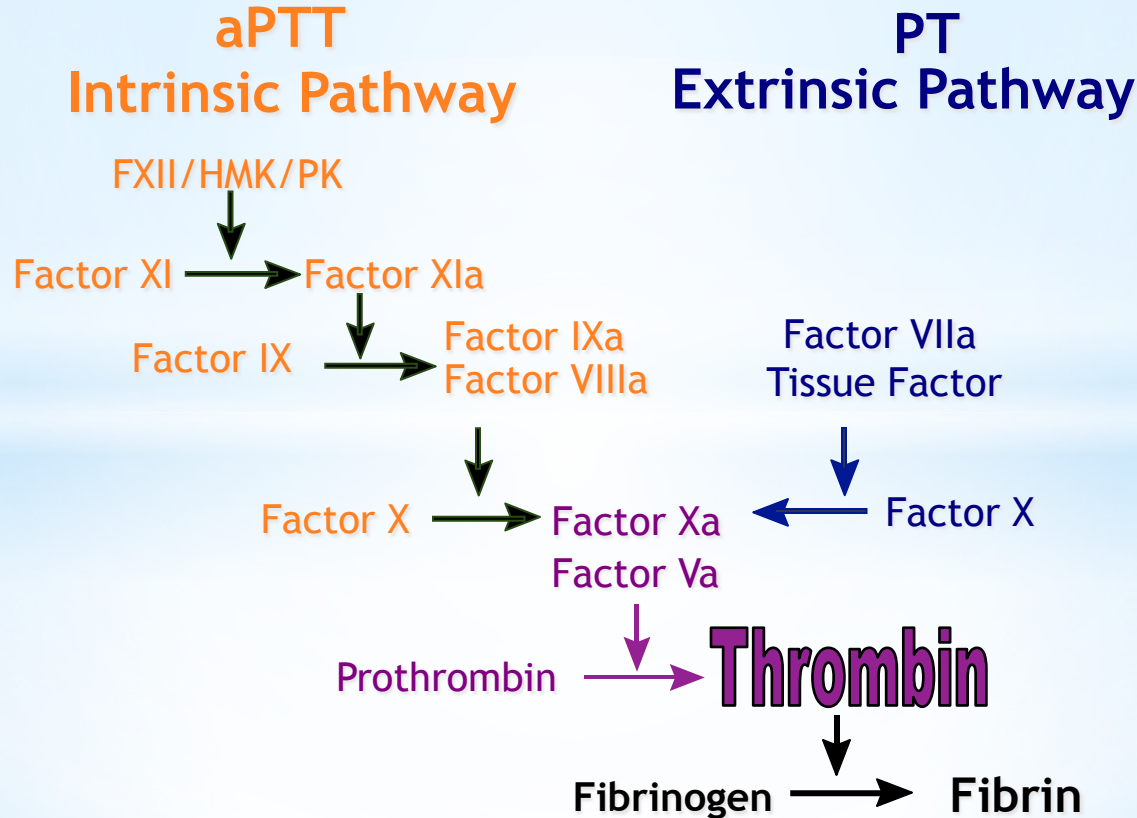 aPTT
Intrinsic Pathway
PT
Extrinsic Pathway
FXII/HMK/PK
Factor XI
Factor XIa
Factor IX
Factor IXa
Factor VIIIa
Factor VIIa
Tissue Factor
Factor X
Factor Xa
Factor X
Factor Va
Prothrombin
Thrombin
Fibrinogen
Fibrin